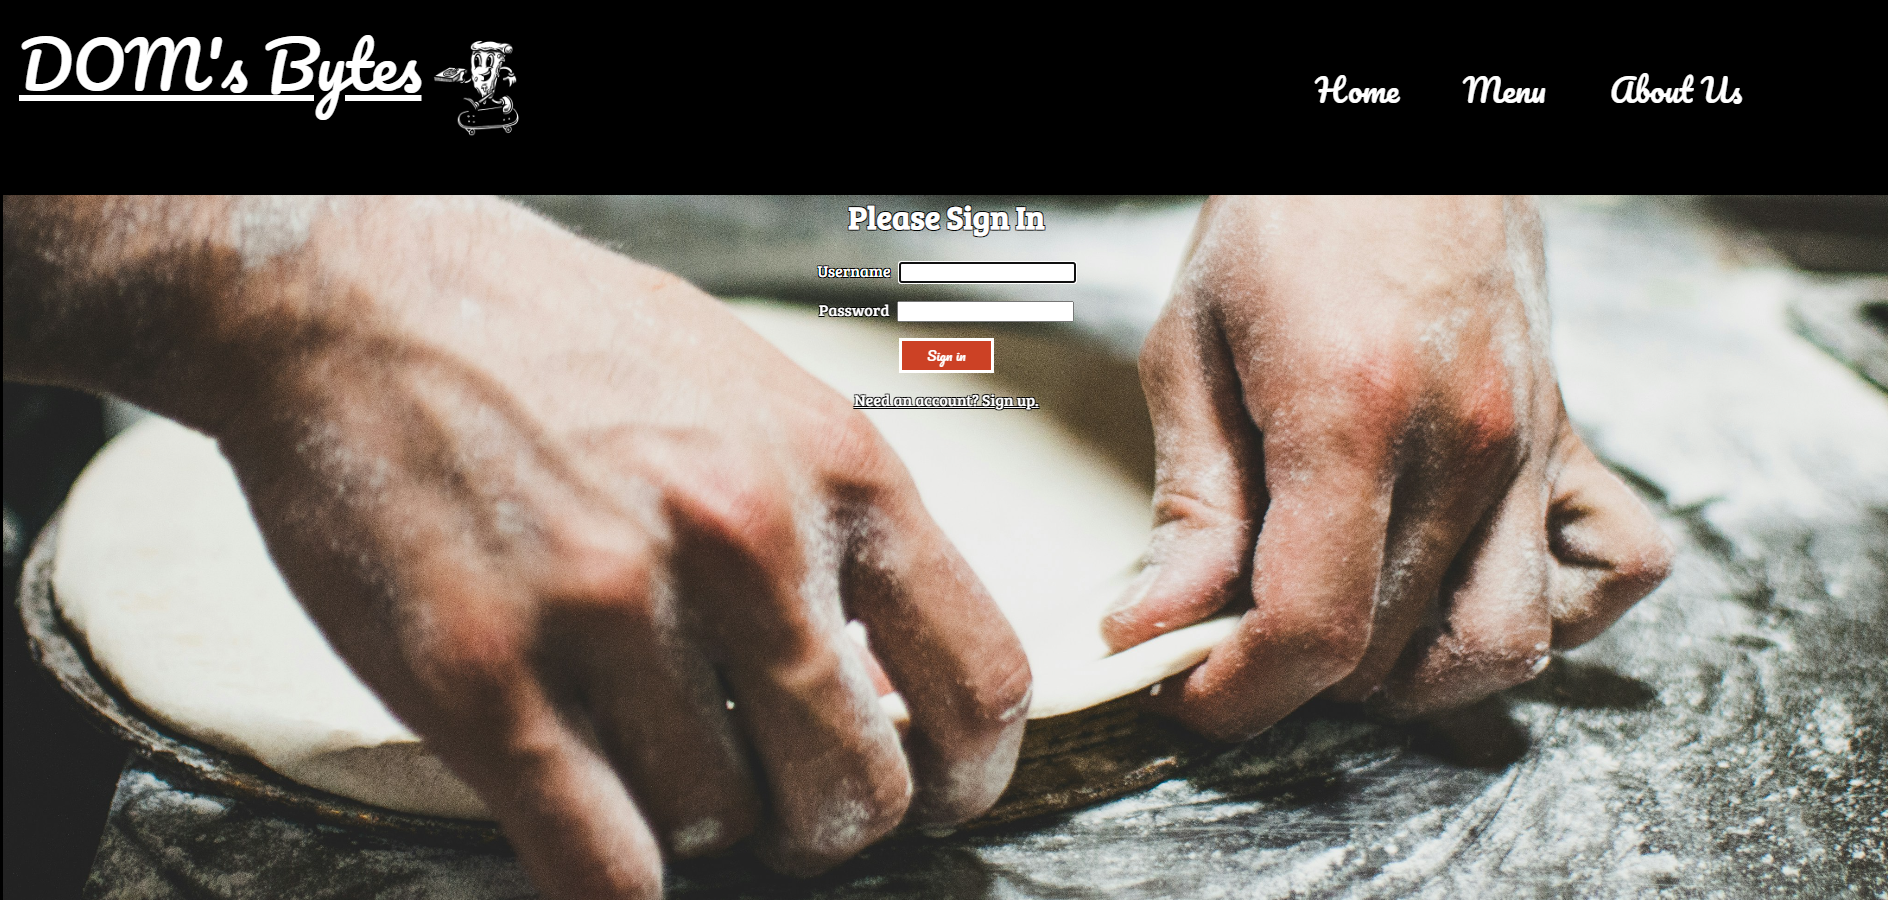 DOM's Bytes
Home Menu About Us
Please Sign In
Username
Password
Sign in
Need an account? Sign up.